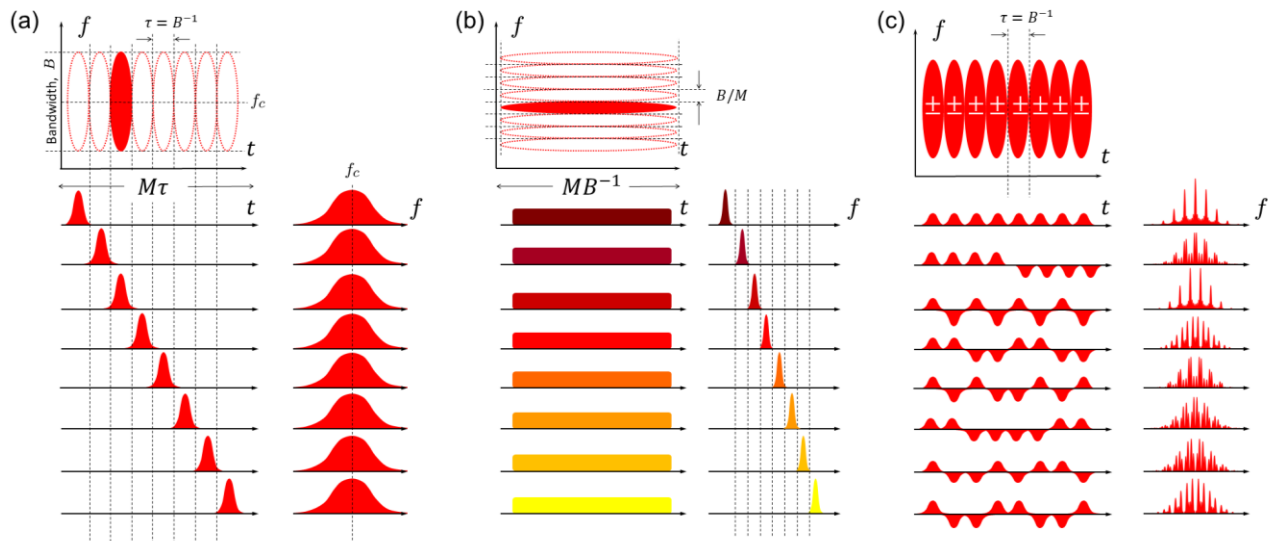 (a)
f
τ = B⁻¹
Bandwidth, B
f_c
t
Mτ
t
f_c
f
(b)
f
B/M
t
MB⁻¹
t
f
(c)
τ = B⁻¹
f
± ± ± ± ± ± ± ±
t
t
f